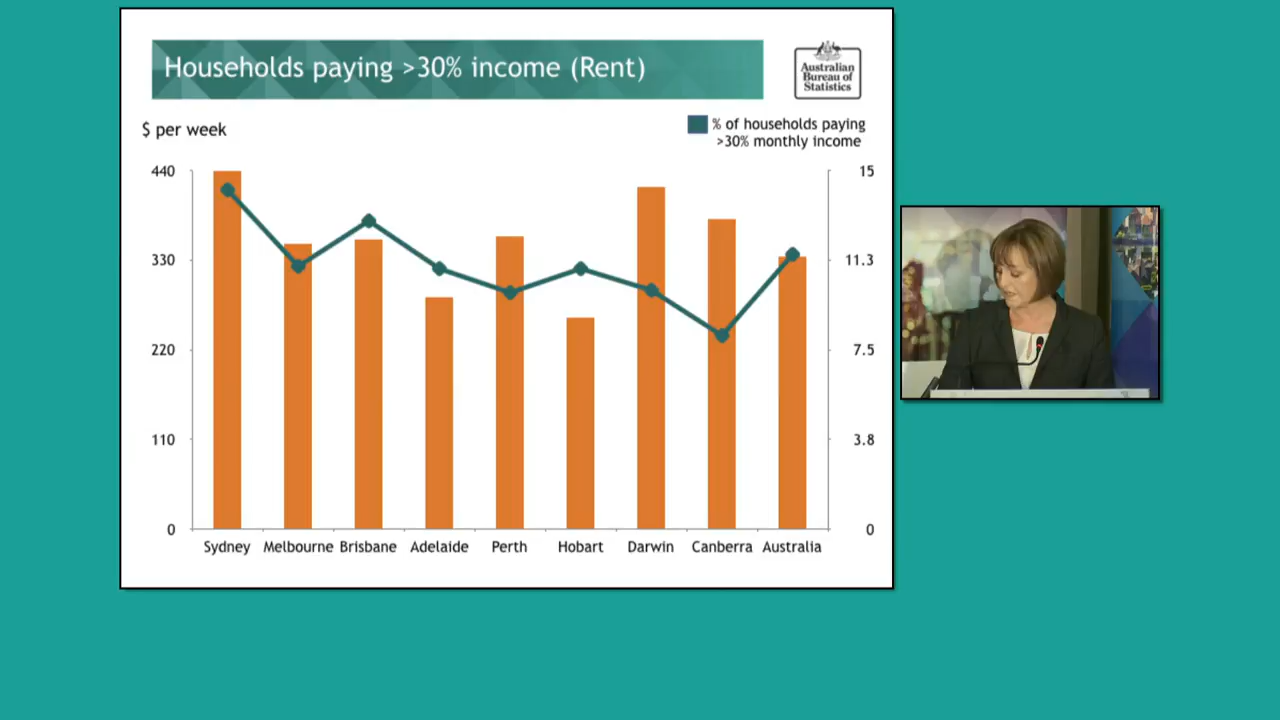 Households paying >30% income (Rent)
Australian
Bureau of
Statistics
$ per week
% of households paying
>30% monthly income
440
15
330
11.3
220
7.5
110
3.8
0
0
Sydney Melbourne Brisbane Adelaide Perth Hobart Darwin Canberra Australia